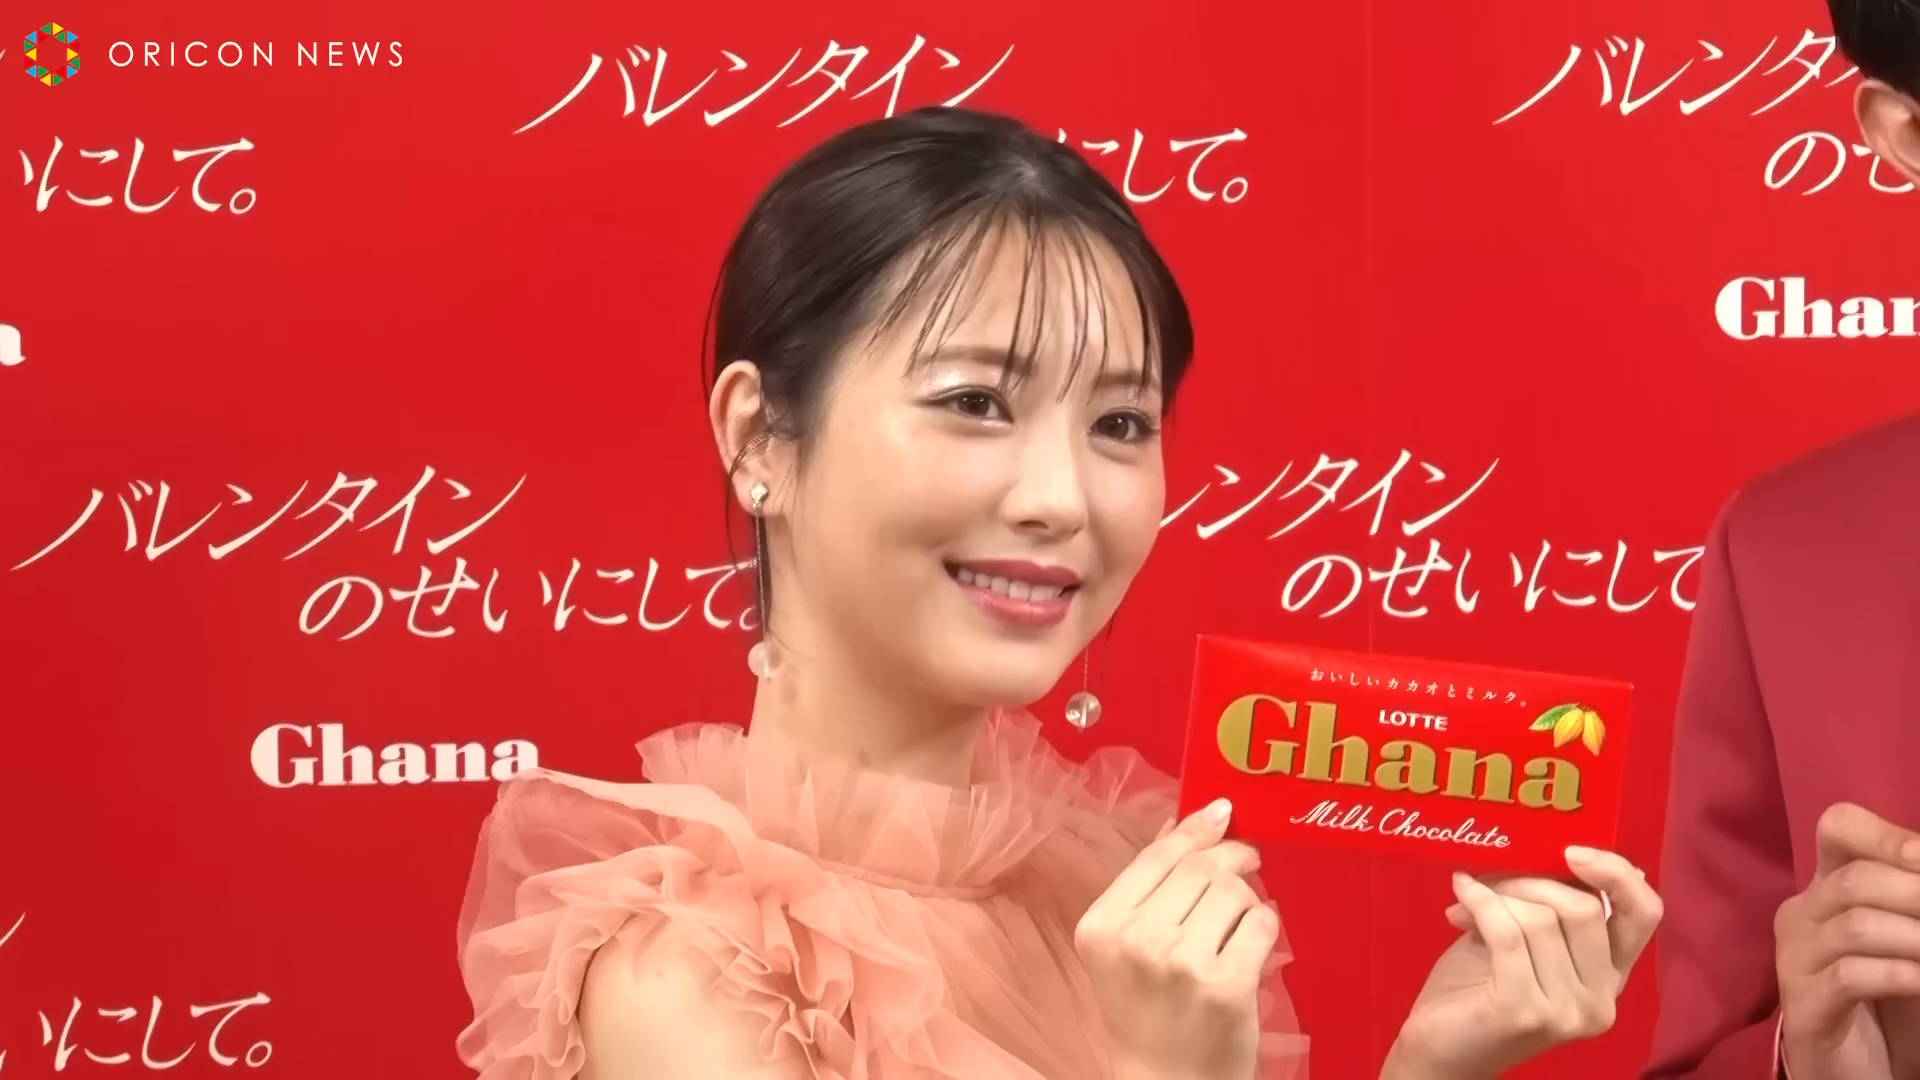 ORICON NEWS
バレンタイン
にして。
バレンタ
のせ
いにして。
Ghan
a
バレンタイン
のせいにして。
レンタイン
のせいにして
Ghana
おいしいカカオとミルク。
LOTTE
Ghana
Milk Chocolate
いにして。